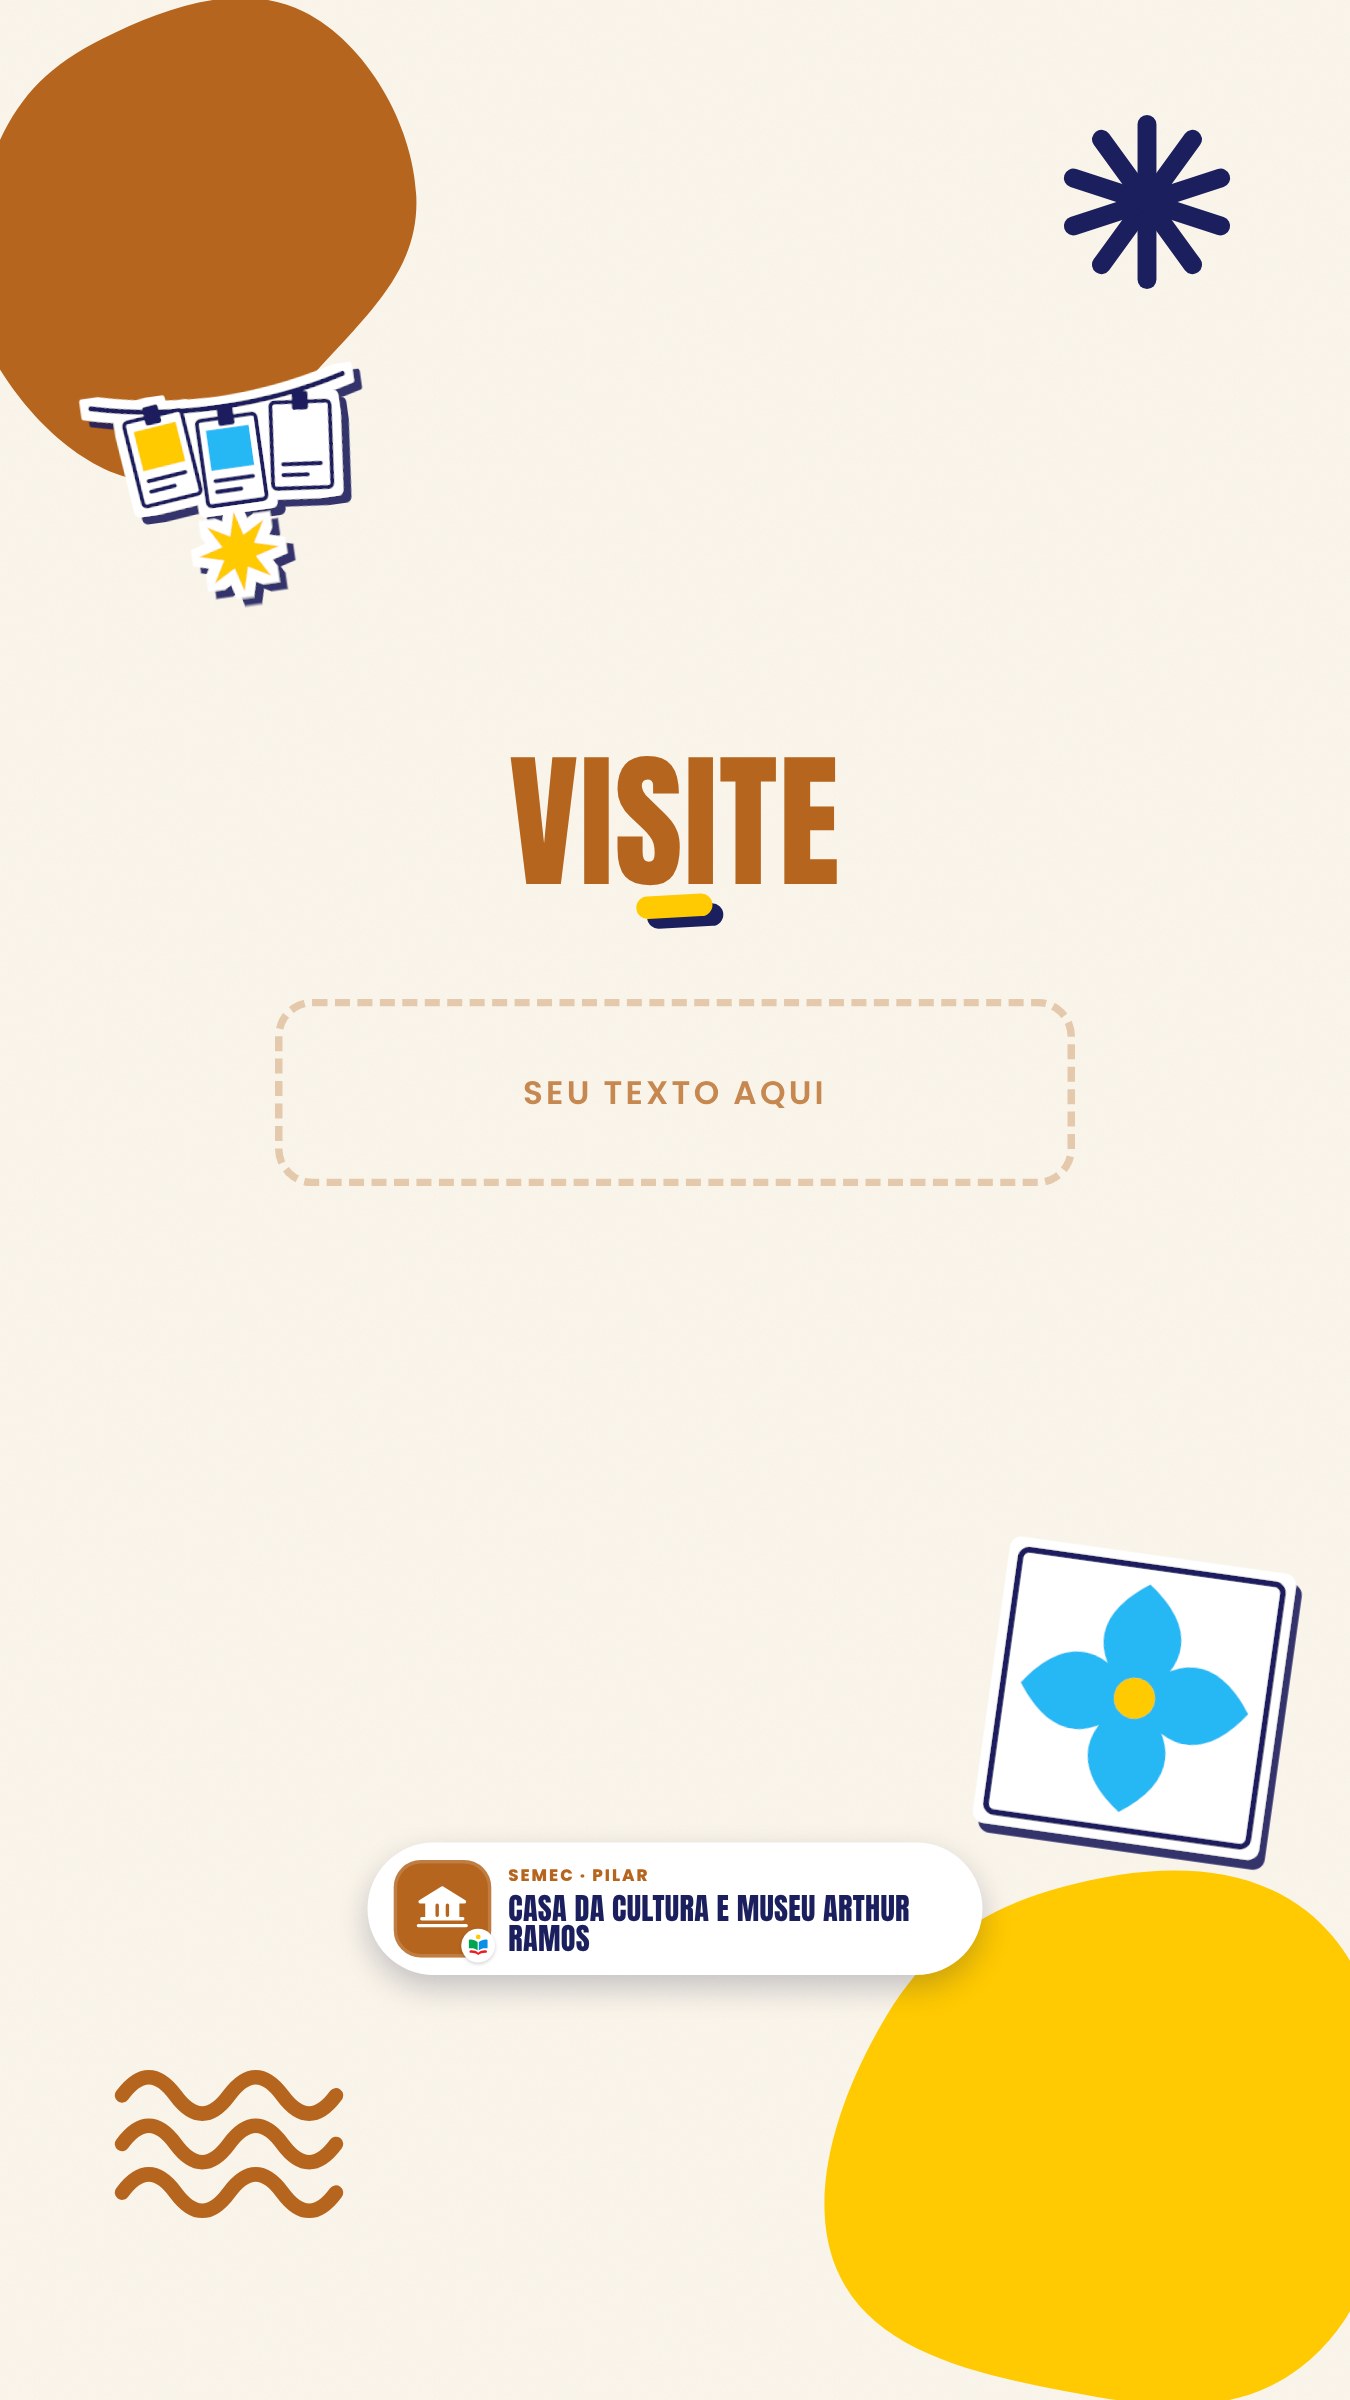 VISITE
SEU TEXTO AQUI
SEMEC · PILAR
CASA DA CULTURA E MUSEU ARTHUR
RAMOS